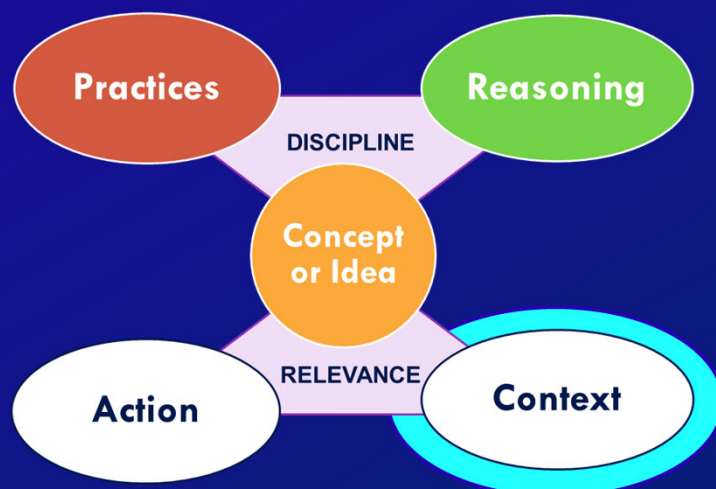 Practices
Reasoning
DISCIPLINE
Concept
or Idea
RELEVANCE
Action
Context